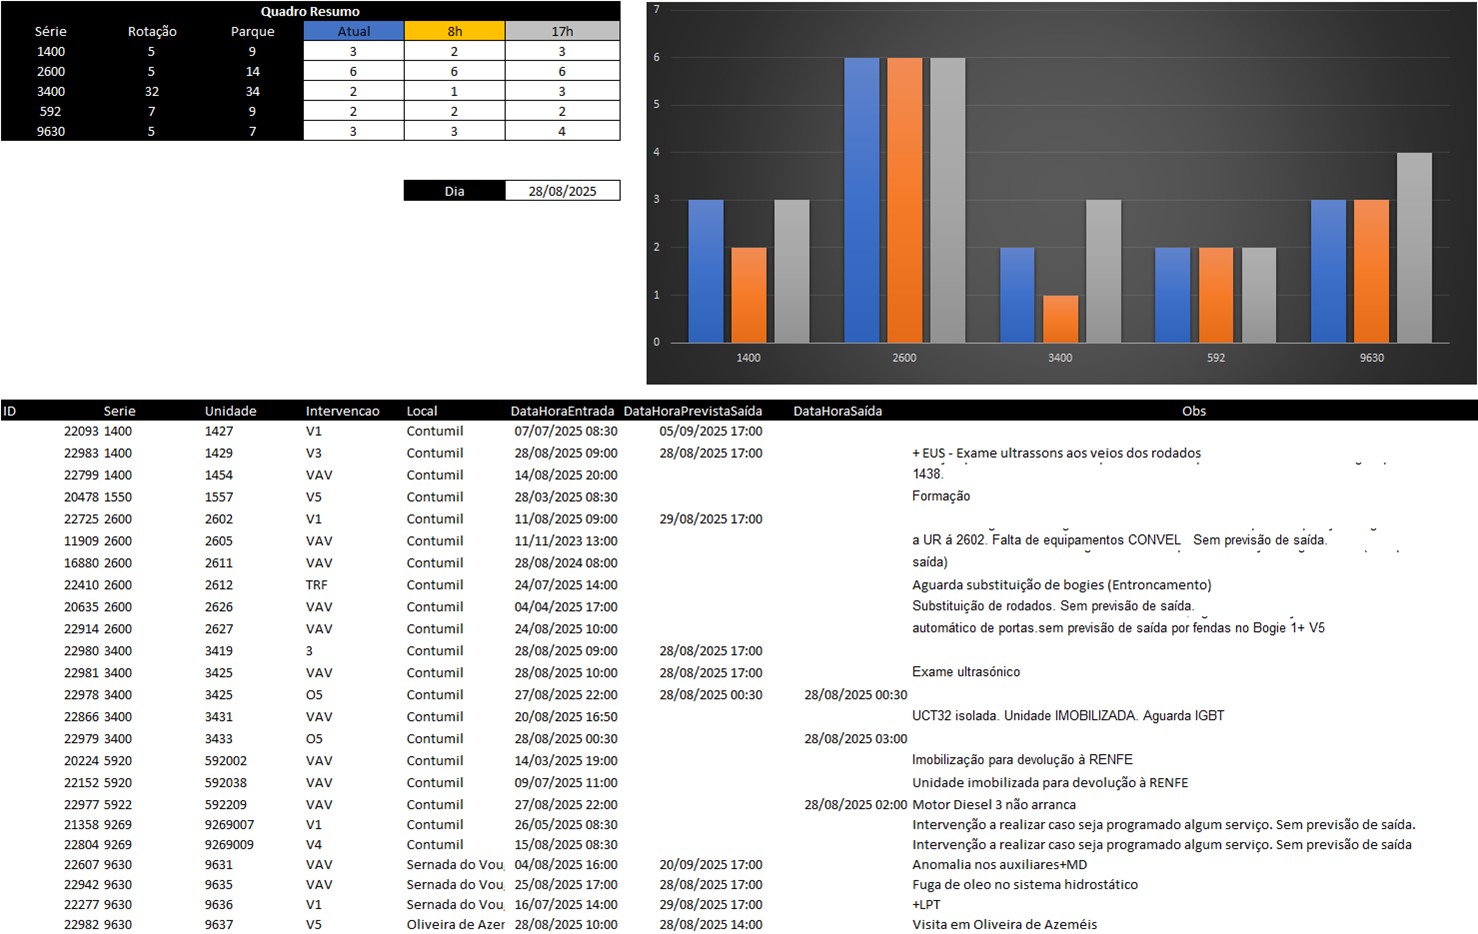 Quadro Resumo
Série Rotação Parque Atual 8h 17h
1400 5 9 3 2 3
2600 5 14 6 6 6
3400 32 34 2 1 3
592 7 9 2 2 2
9630 5 7 3 3 4
Dia 28/08/2025
7
6
5
4
3
2
1
0
1400 2600 3400 592 9630
ID Serie Unidade Intervencao Local DataHoraEntrada DataHoraPrevistaSaída DataHoraSaída Obs
22093 1400 1427 V1 Contumil 07/07/2025 08:30 05/09/2025 17:00
22983 1400 1429 V3 Contumil 28/08/2025 09:00 28/08/2025 17:00 + EUS - Exame ultrassons aos veios dos rodados
22799 1400 1454 VAV Contumil 14/08/2025 20:00 1438.
20478 1550 1557 V5 Contumil 28/03/2025 08:30 Formação
22725 2600 2602 V1 Contumil 11/08/2025 09:00 29/08/2025 17:00
11909 2600 2605 VAV Contumil 11/11/2023 13:00 a UR á 2602. Falta de equipamentos CONVEL Sem previsão de saída.
16880 2600 2611 VAV Contumil 28/08/2024 08:00 saída)
22410 2600 2612 TRF Contumil 24/07/2025 14:00 Aguarda substituição de bogies (Entroncamento)
20635 2600 2626 VAV Contumil 04/04/2025 17:00 Substituição de rodados. Sem previsão de saída.
22914 2600 2627 VAV Contumil 24/08/2025 10:00 automático de portas.sem previsão de saída por fendas no Bogie 1+ V5
22980 3400 3419 3 Contumil 28/08/2025 09:00 28/08/2025 17:00
22981 3400 3425 VAV Contumil 28/08/2025 10:00 28/08/2025 17:00 Exame ultrasónico
22978 3400 3425 O5 Contumil 27/08/2025 22:00 28/08/2025 00:30 28/08/2025 00:30
22866 3400 3431 VAV Contumil 20/08/2025 16:50 UCT32 isolada. Unidade IMOBILIZADA. Aguarda IGBT
22979 3400 3433 O5 Contumil 28/08/2025 00:30 28/08/2025 03:00
20224 5920 592002 VAV Contumil 14/03/2025 19:00 Imobilização para devolução à RENFE
22152 5920 592038 VAV Contumil 09/07/2025 11:00 Unidade imobilizada para devolução à RENFE
22977 5922 592209 VAV Contumil 27/08/2025 22:00 28/08/2025 02:00 Motor Diesel 3 não arranca
21358 9269 9269007 V1 Contumil 26/05/2025 08:30 Intervenção a realizar caso seja programado algum serviço. Sem previsão de saída.
22804 9269 9269009 V4 Contumil 15/08/2025 08:30 Intervenção a realizar caso seja programado algum serviço. Sem previsão de saída
22607 9630 9631 VAV Sernada do Vou 04/08/2025 16:00 20/09/2025 17:00 Anomalia nos auxiliares+MD
22942 9630 9635 VAV Sernada do Vou 25/08/2025 17:00 28/08/2025 17:00 Fuga de oleo no sistema hidrostático
22277 9630 9636 V1 Sernada do Vou 16/07/2025 14:00 29/08/2025 17:00 +LPT
22982 9630 9637 V5 Oliveira de Azer 28/08/2025 10:00 28/08/2025 14:00 Visita em Oliveira de Azeméis